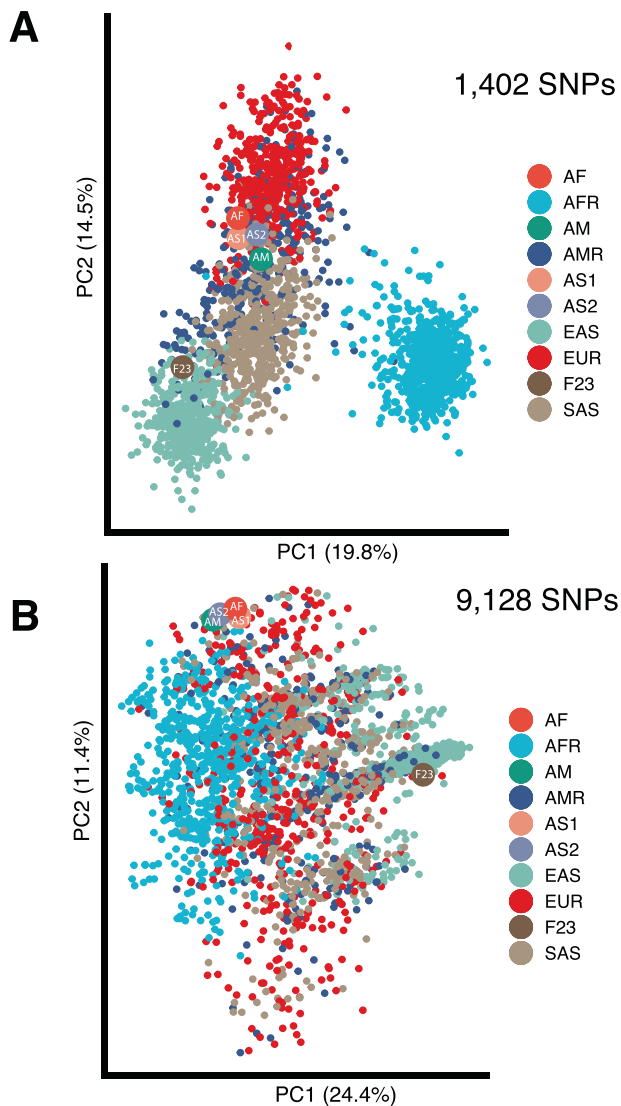 A
1,402 SNPs
AF
AS1
AS2
AM
F23
PC2 (14.5%)
PC1 (19.8%)
AF
AFR
AM
AMR
AS1
AS2
EAS
EUR
F23
SAS
B
9,128 SNPs
AS2
AF
AM
AS1
F23
PC2 (11.4%)
PC1 (24.4%)
AF
AFR
AM
AMR
AS1
AS2
EAS
EUR
F23
SAS